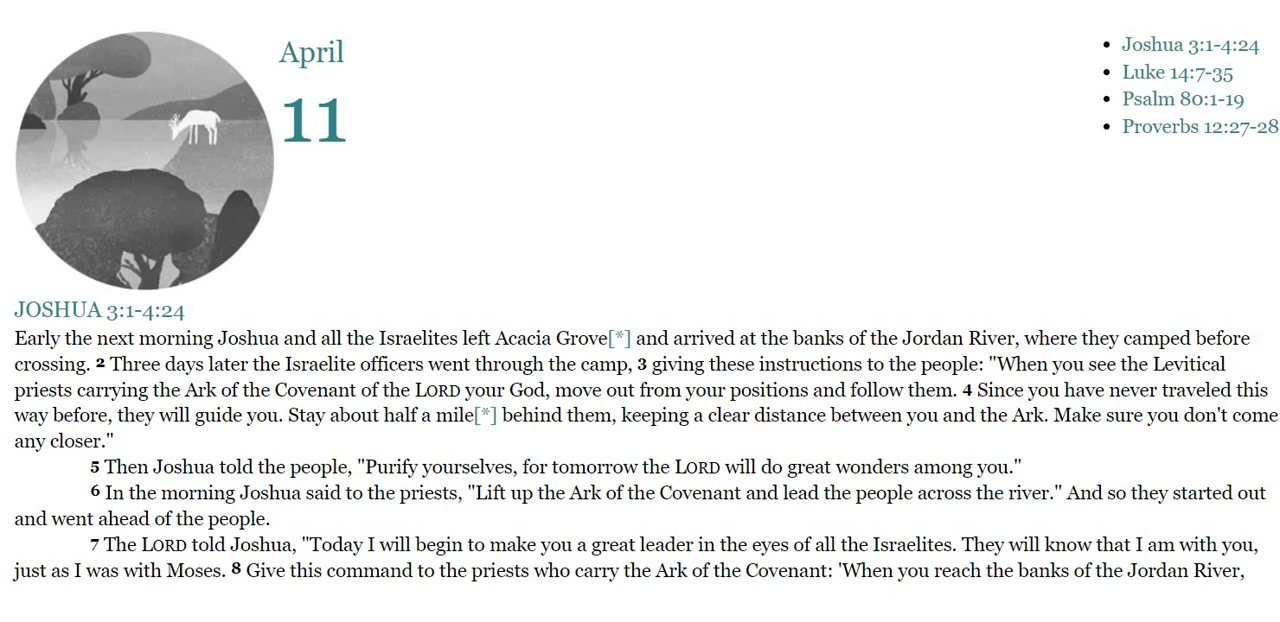 April
11
Joshua 3:1-4:24
Luke 14:7-35
Psalm 80:1-19
Proverbs 12:27-28
JOSHUA 3:1-4:24
Early the next morning Joshua and all the Israelites left Acacia Grove[*] and arrived at the banks of the Jordan River, where they camped before
crossing. 2 Three days later the Israelite officers went through the camp, 3 giving these instructions to the people: "When you see the Levitical
priests carrying the Ark of the Covenant of the LORD your God, move out from your positions and follow them. 4 Since you have never traveled this
way before, they will guide you. Stay about half a mile[*] behind them, keeping a clear distance between you and the Ark. Make sure you don't come
any closer."
5 Then Joshua told the people, "Purify yourselves, for tomorrow the LORD will do great wonders among you."
6 In the morning Joshua said to the priests, "Lift up the Ark of the Covenant and lead the people across the river." And so they started out
and went ahead of the people.
7 The LORD told Joshua, "Today I will begin to make you a great leader in the eyes of all the Israelites. They will know that I am with you,
just as I was with Moses. 8 Give this command to the priests who carry the Ark of the Covenant: 'When you reach the banks of the Jordan River,